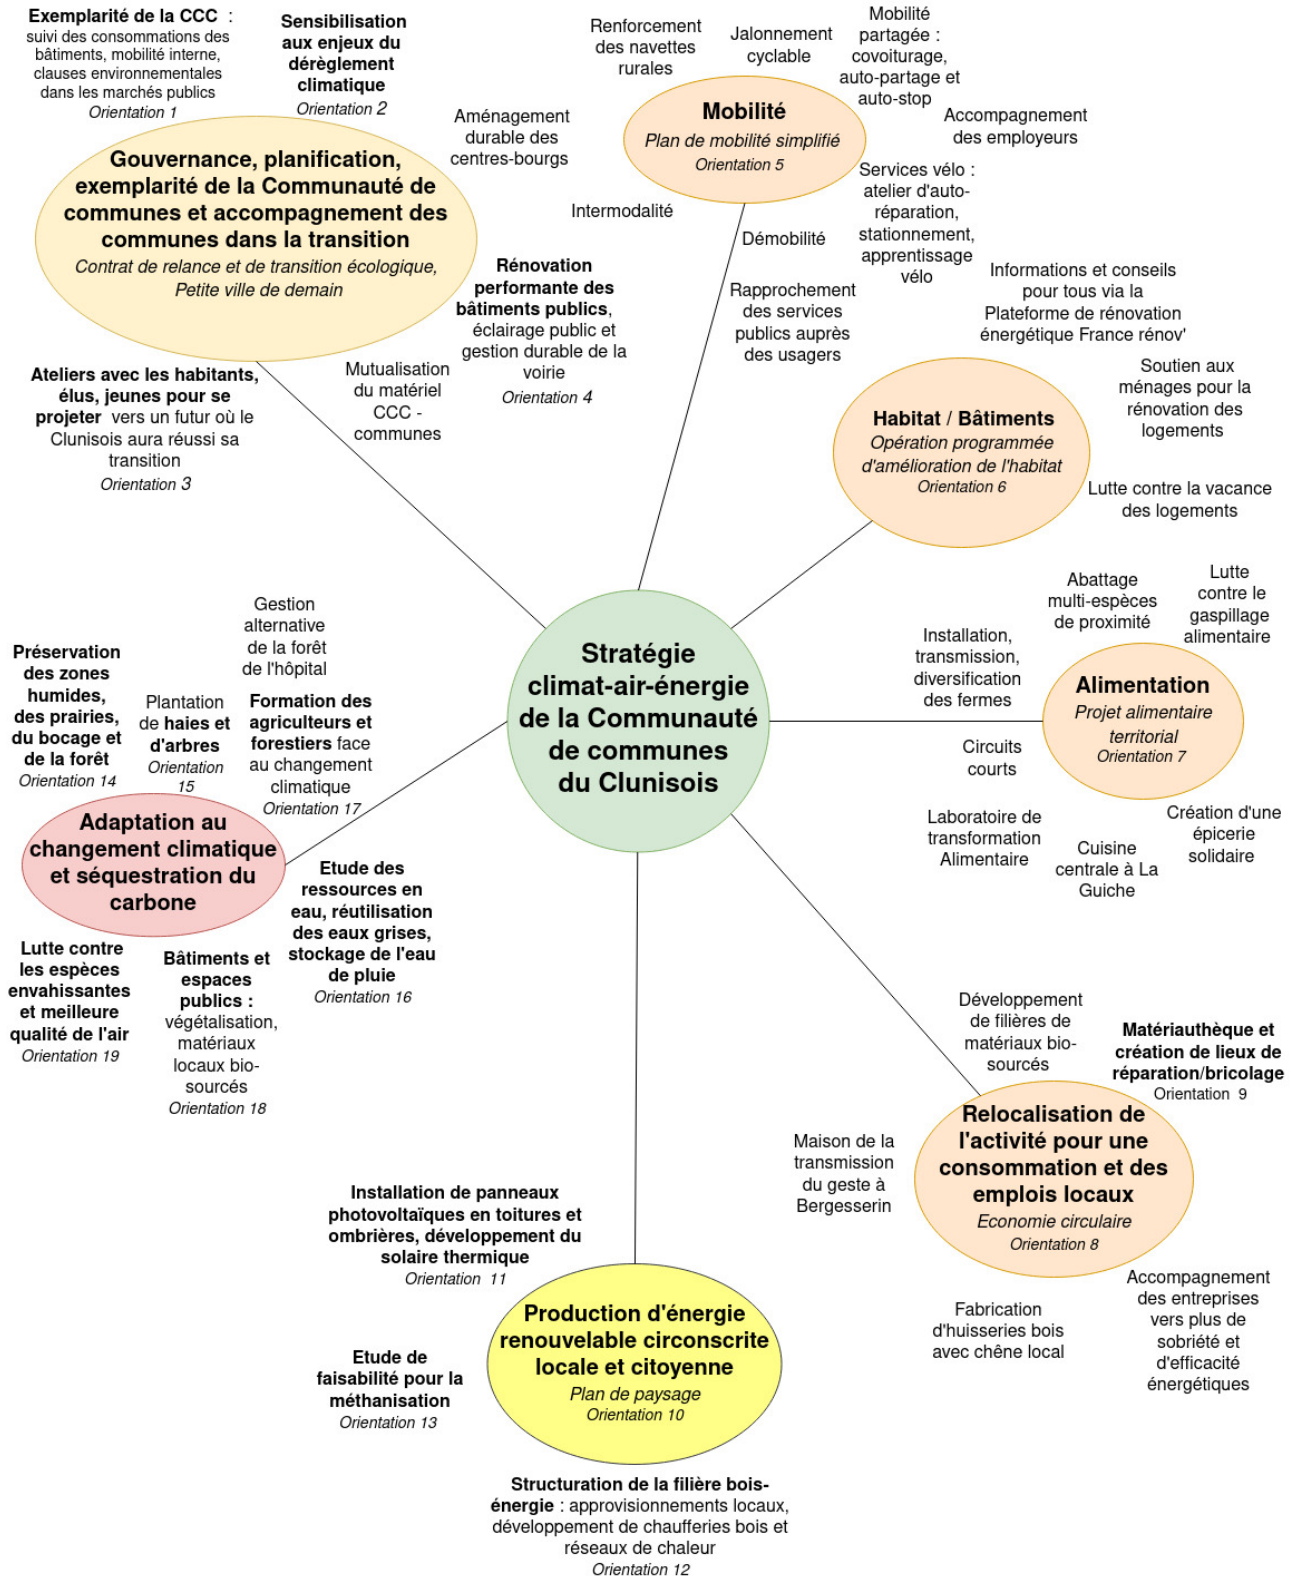 Exemplarité de la CCC :
suivi des consommations des
bâtiments, mobilité interne,
clauses environnementales
dans les marchés publics
Orientation 1
Sensibilisation
aux enjeux du
dérèglement
climatique
Orientation 2
Gouvernance, planification,
exemplarité de la Communauté de
communes et accompagnement des
communes dans la transition
Contrat de relance et de transition écologique,
Petite ville de demain
Aménagement
durable des
centres-bourgs
Rénovation
performante des
bâtiments publics,
éclairage public et
gestion durable de la
voirie
Orientation 4
Mutualisation
du matériel
CCC -
communes
Ateliers avec les habitants,
élus, jeunes pour se
projeter vers un futur où le
Clunisois aura réussi sa
transition
Orientation 3
Renforcement
des navettes
rurales
Jalonnement
cyclable
Mobilité
partagée :
covoiturage,
auto-partage et
auto-stop
Mobilité
Plan de mobilité simplifié
Orientation 5
Accompagnement
des employeurs
Intermodalité
Démobilité
Services vélo :
atelier d'auto-
réparation,
stationnement,
apprentissage
vélo
Rapprochement
des services
publics auprès
des usagers
Informations et conseils
pour tous via la
Plateforme de rénovation
énergétique France rénov'
Soutien aux
ménages pour la
rénovation des
logements
Habitat / Bâtiments
Opération programmée
d'amélioration de l'habitat
Orientation 6
Lutte contre la vacance
des logements
Stratégie
climat-air-énergie
de la Communauté
de communes
du Clunisois
Abattage
multi-espèces
de proximité
Lutte
contre le
gaspillage
alimentaire
Installation,
transmission,
diversification
des fermes
Alimentation
Projet alimentaire
territorial
Orientation 7
Circuits
courts
Laboratoire de
transformation
Alimentaire
Cuisine
centrale à La
Guiche
Création d'une
épicerie
solidaire
Gestion
alternative
de la forêt
de l'hôpital
Préservation
des zones
humides,
des prairies,
du bocage et
de la forêt
Orientation 14
Plantation
de haies et
d'arbres
Orientation
15
Formation des
agriculteurs et
forestiers face
au changement
climatique
Orientation 17
Adaptation au
changement climatique
et séquestration du
carbone
Etude des
ressources en
eau, réutilisation
des eaux grises,
stockage de l'eau
de pluie
Orientation 16
Lutte contre
les espèces
envahissantes
et meilleure
qualité de l'air
Orientation 19
Bâtiments et
espaces
publics :
végétalisation,
matériaux
locaux bio-
sourcés
Orientation 18
Développement
de filières de
matériaux bio-
sourcés
Matériauthèque et
création de lieux de
réparation/bricolage
Orientation 9
Relocalisation de
l'activité pour une
consommation et des
emplois locaux
Economie circulaire
Orientation 8
Maison de la
transmission
du geste à
Bergesserin
Fabrication
d'huisseries bois
avec chêne local
Accompagnement
des entreprises
vers plus de
sobriété et
d'efficacité
énergétiques
Installation de panneaux
photovoltaïques en toitures et
ombrières, développement du
solaire thermique
Orientation 11
Production d'énergie
renouvelable circonscrite
locale et citoyenne
Plan de paysage
Orientation 10
Etude de
faisabilité pour la
méthanisation
Orientation 13
Structuration de la filière bois-
énergie : approvisionnements locaux,
développement de chaufferies bois et
réseaux de chaleur
Orientation 12